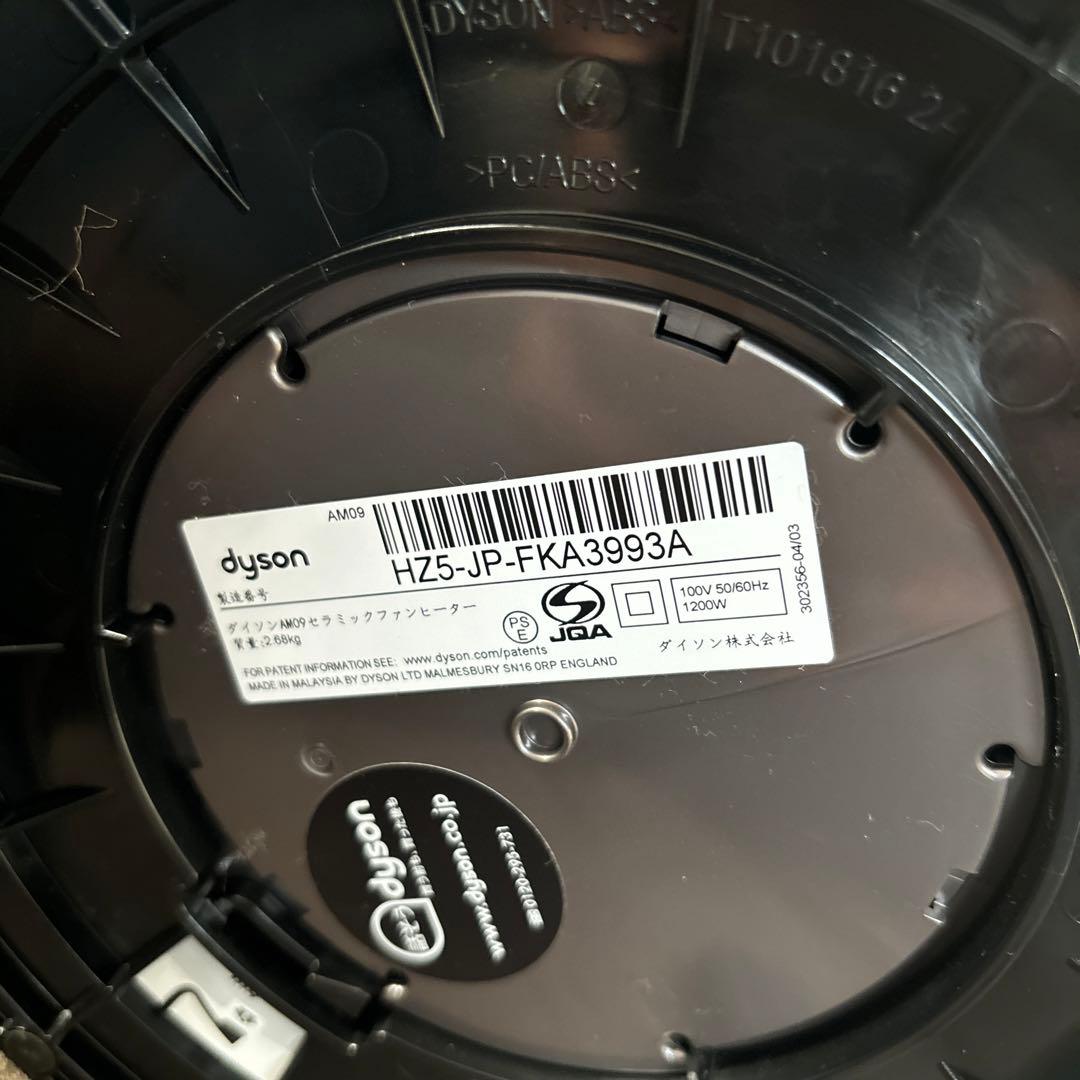 DYSON >ABS<
T101816 2
>PC/ABS<
AM09
dyson
HZ5-JP-FKA3993A
製造番号
ダイソンAM09セラミックファンヒーター
質量:2.68kg
PS
E
JQA
100V 50/60Hz
1200W
302356-04/03
FOR PATENT INFORMATION SEE: www.dyson.com/patents
ダイソン株式会社
MADE IN MALAYSIA BY DYSON LTD MALMESBURY SN16 0RP ENGLAND
dyson
www.dyson.co.jp
0120-295-731